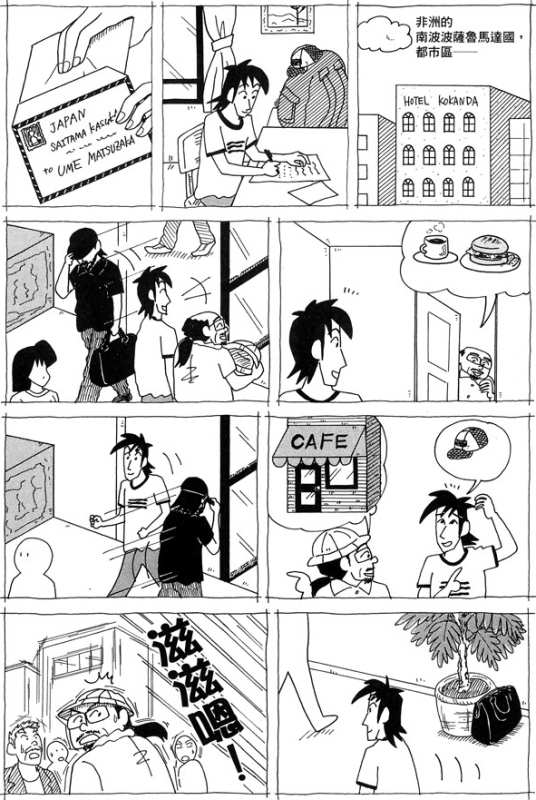 非洲的
南波波薩魯馬達國，
都市區——
HOTEL KOKANDA
JAPAN
SAITAMA KASUK
to UME MATSUZAKA
CAFE
滋滋嗯！